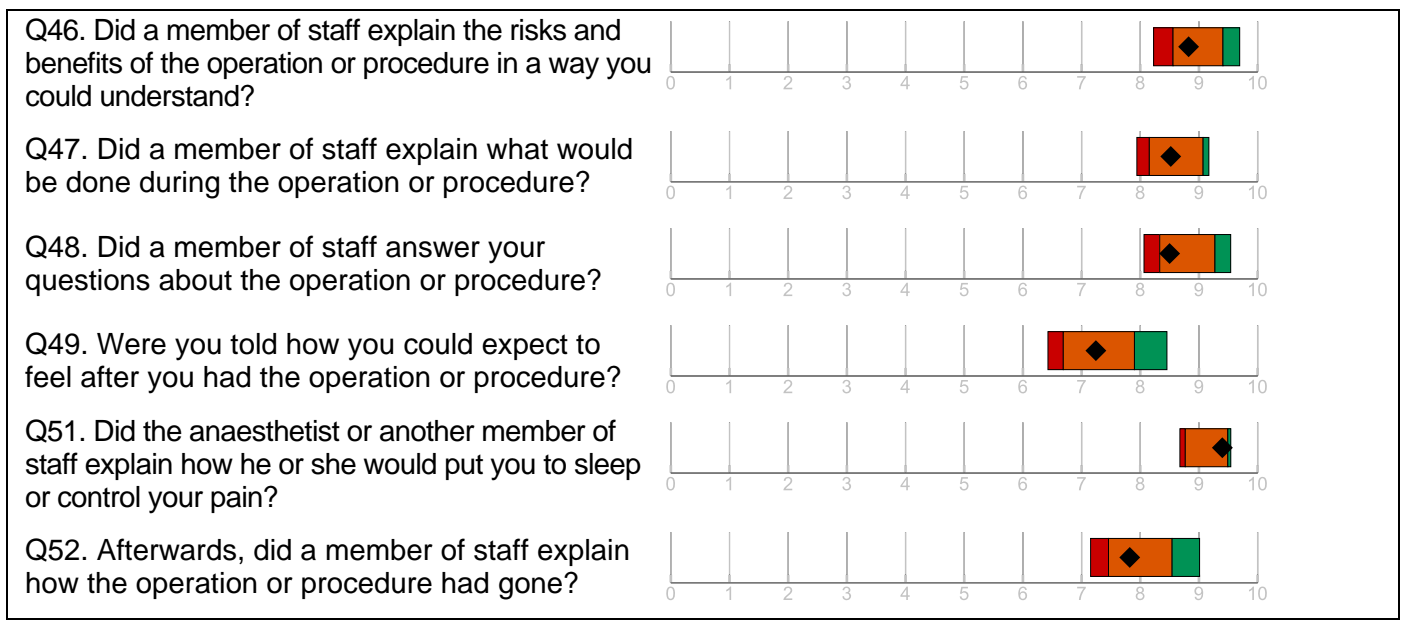 Q46. Did a member of staff explain the risks and
benefits of the operation or procedure in a way you
could understand?
0 1 2 3 4 5 6 7 8 9 10
Q47. Did a member of staff explain what would
be done during the operation or procedure?
0 1 2 3 4 5 6 7 8 9 10
Q48. Did a member of staff answer your
questions about the operation or procedure?
0 1 2 3 4 5 6 7 8 9 10
Q49. Were you told how you could expect to
feel after you had the operation or procedure?
0 1 2 3 4 5 6 7 8 9 10
Q51. Did the anaesthetist or another member of
staff explain how he or she would put you to sleep
or control your pain?
0 1 2 3 4 5 6 7 8 9 10
Q52. Afterwards, did a member of staff explain
how the operation or procedure had gone?
0 1 2 3 4 5 6 7 8 9 10